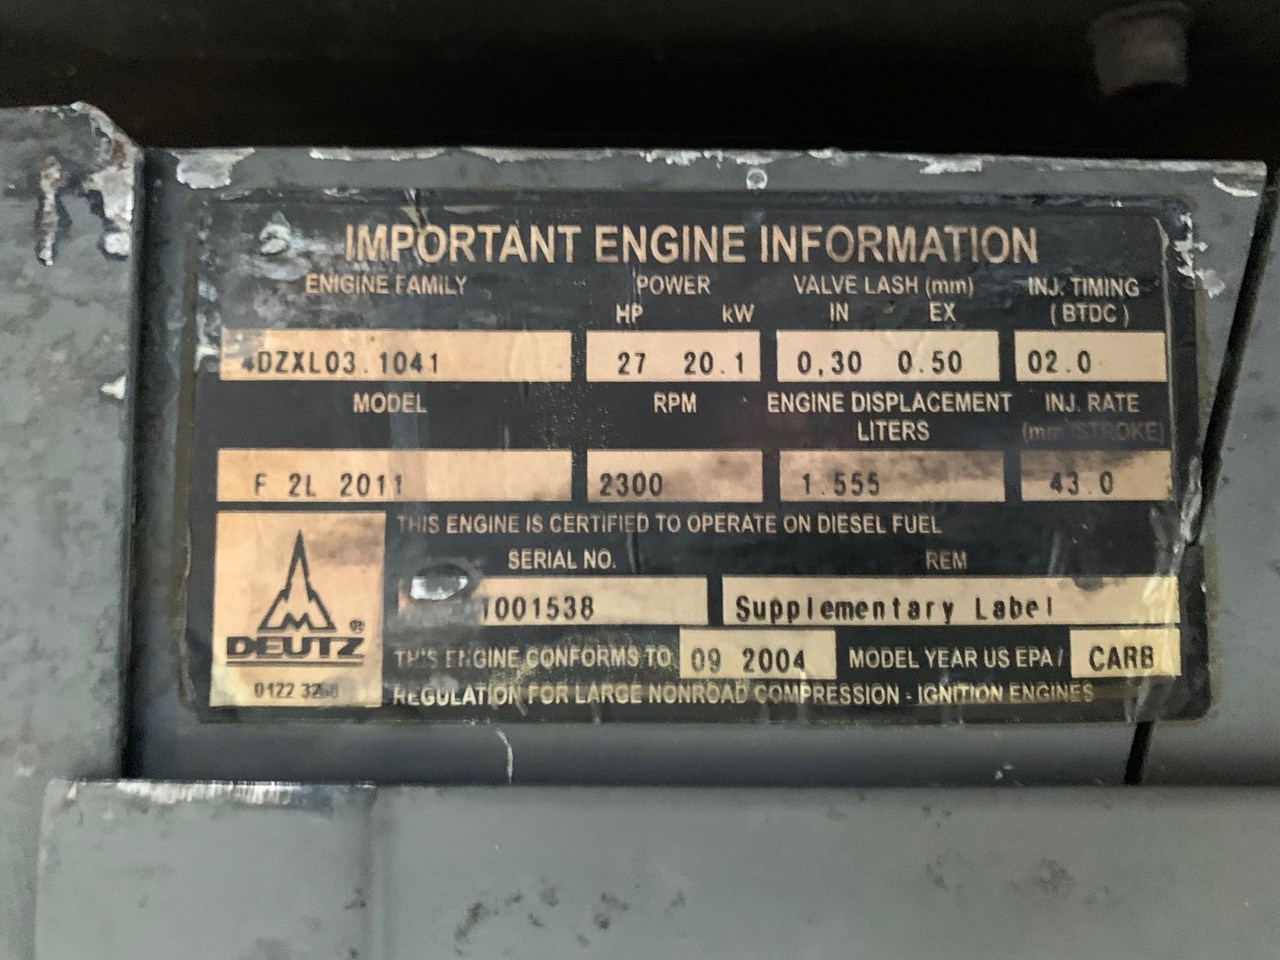 IMPORTANT ENGINE INFORMATION
ENGINE FAMILY POWER VALVE LASH (mm) INJ. TIMING
HP kW IN EX (BTDC)
4DZXL03.1041 27 20.1 0,30 0.50 02.0
MODEL RPM ENGINE DISPLACEMENT INJ. RATE
LITERS (mm³/STROKE)
F 2L 2011 2300 1.555 43.0
THIS ENGINE IS CERTIFIED TO OPERATE ON DIESEL FUEL
SERIAL NO. REM
1001538 Supplementary Label
DEUTZ ®
THIS ENGINE CONFORMS TO 09 2004 MODEL YEAR US EPA/ CARB
0122 REGULATION FOR LARGE NONROAD COMPRESSION - IGNITION ENGINES